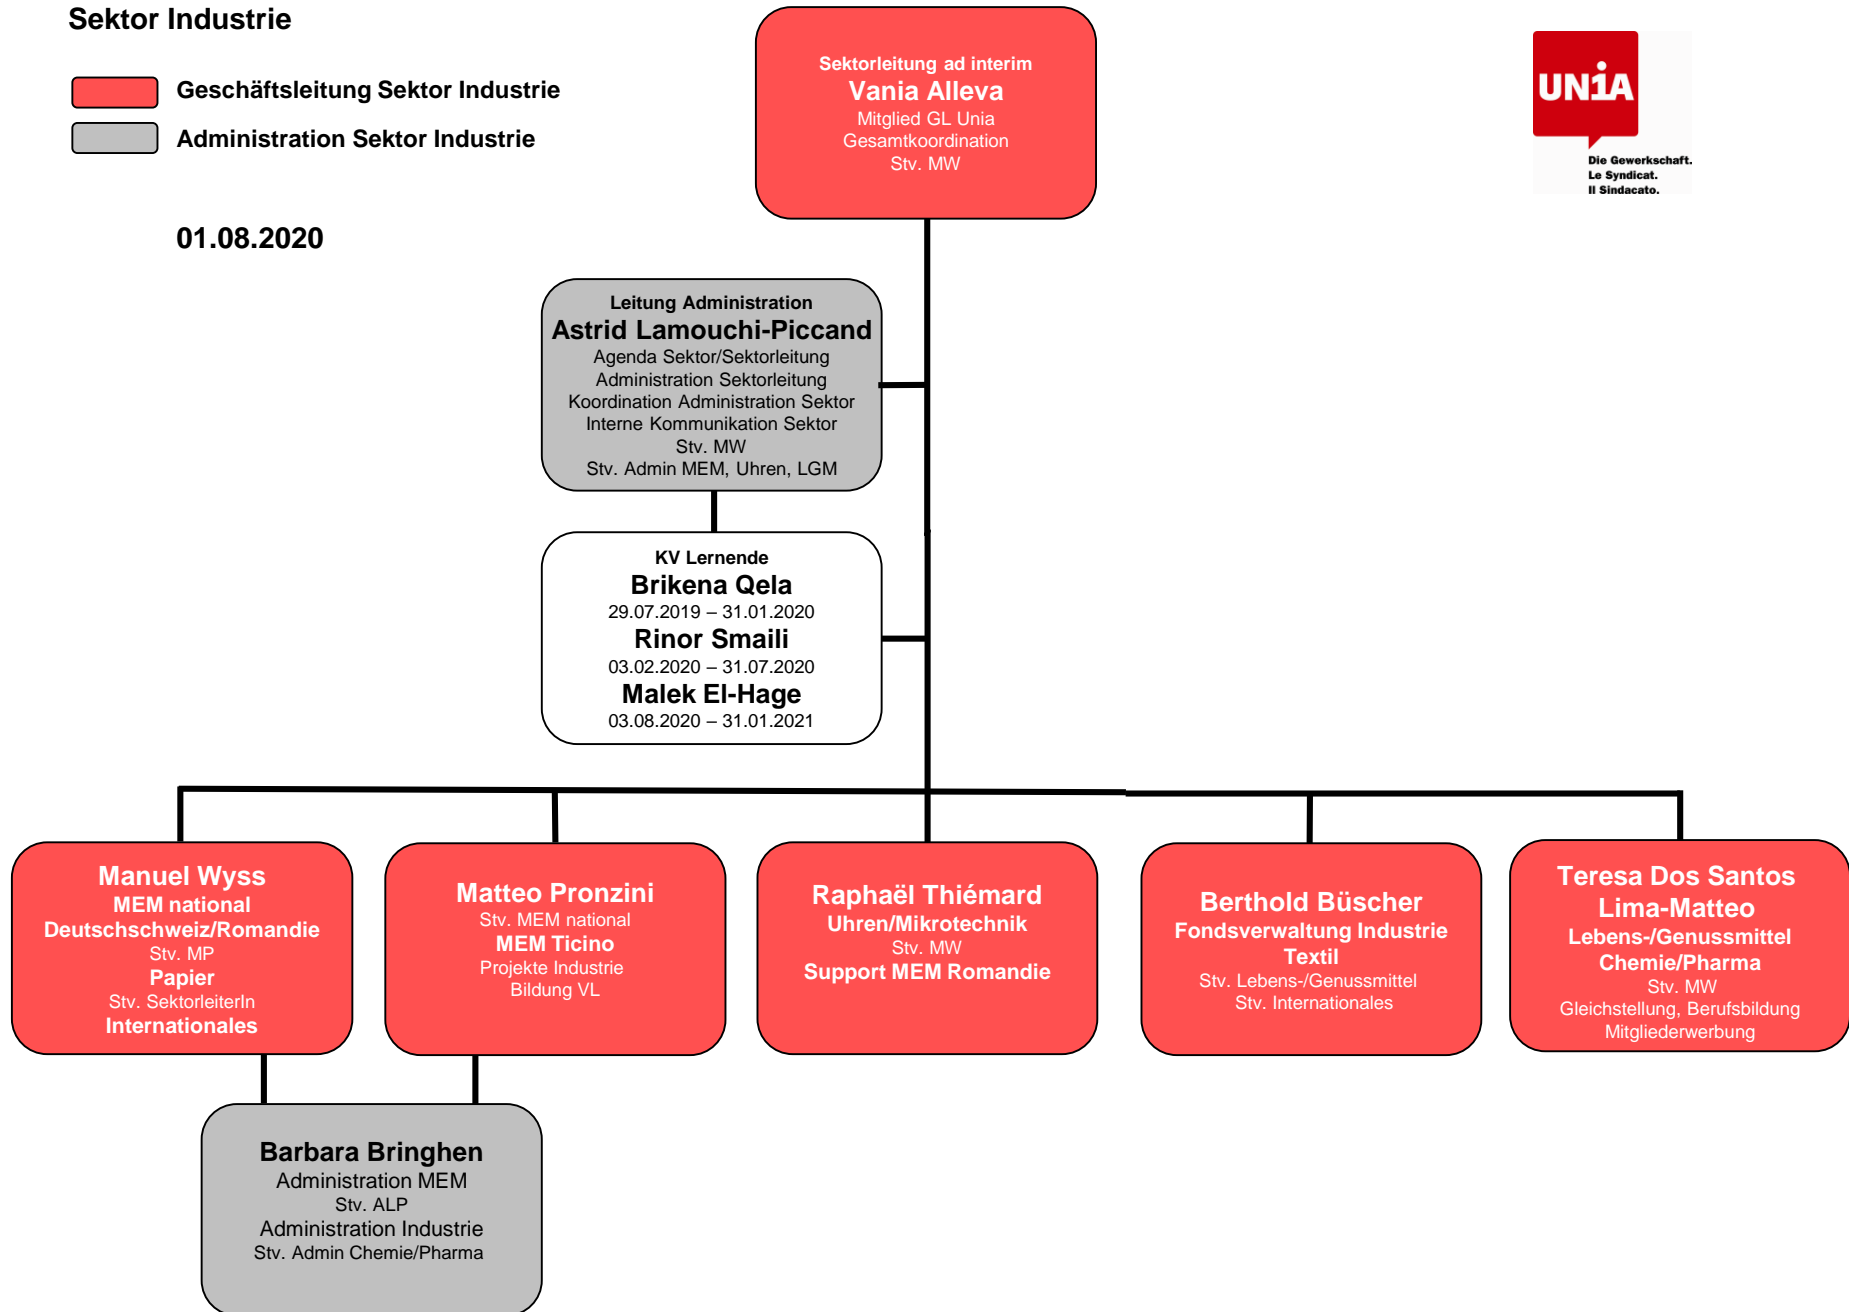 Sektor Industrie
Geschäftsleitung Sektor Industrie
Administration Sektor Industrie
01.08.2020
Sektorleitung ad interim
Vania Alleva
Mitglied GL Unia
Gesamtkoordination
Stv. MW
UNiA
Die Gewerkschaft.
Le Syndicat.
Il Sindacato.
Leitung Administration
Astrid Lamouchi-Piccand
Agenda Sektor/Sektorleitung
Administration Sektorleitung
Koordination Administration Sektor
Interne Kommunikation Sektor
Stv. MW
Stv. Admin MEM, Uhren, LGM
KV Lernende
Brikena Qela
29.07.2019 – 31.01.2020
Rinor Smaili
03.02.2020 – 31.07.2020
Malek El-Hage
03.08.2020 – 31.01.2021
Manuel Wyss
MEM national
Deutschschweiz/Romandie
Stv. MP
Papier
Stv. SektorleiterIn
Internationales
Matteo Pronzini
Stv. MEM national
MEM Ticino
Projekte Industrie
Bildung VL
Raphaël Thiémard
Uhren/Mikrotechnik
Stv. MW
Support MEM Romandie
Berthold Büscher
Fondsverwaltung Industrie
Textil
Stv. Lebens-/Genussmittel
Stv. Internationales
Teresa Dos Santos
Lima-Matteo
Lebens-/Genussmittel
Chemie/Pharma
Stv. MW
Gleichstellung, Berufsbildung
Mitgliederwerbung
Barbara Bringhen
Administration MEM
Stv. ALP
Administration Industrie
Stv. Admin Chemie/Pharma